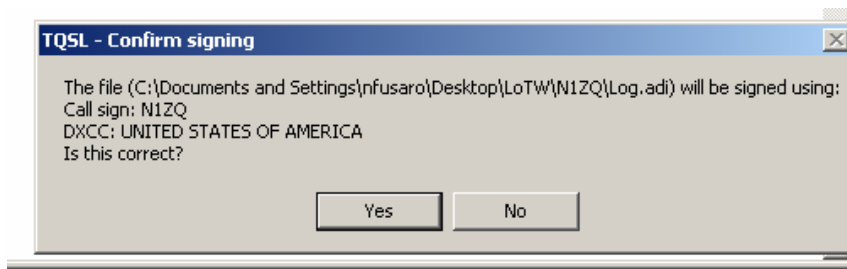 TQSL - Confirm signing
The file (C:\Documents and Settings\nfusaro\Desktop\LoTW\N1ZQ\Log.adi) will be signed using:
Call sign: N1ZQ
DXCC: UNITED STATES OF AMERICA
Is this correct?
Yes No